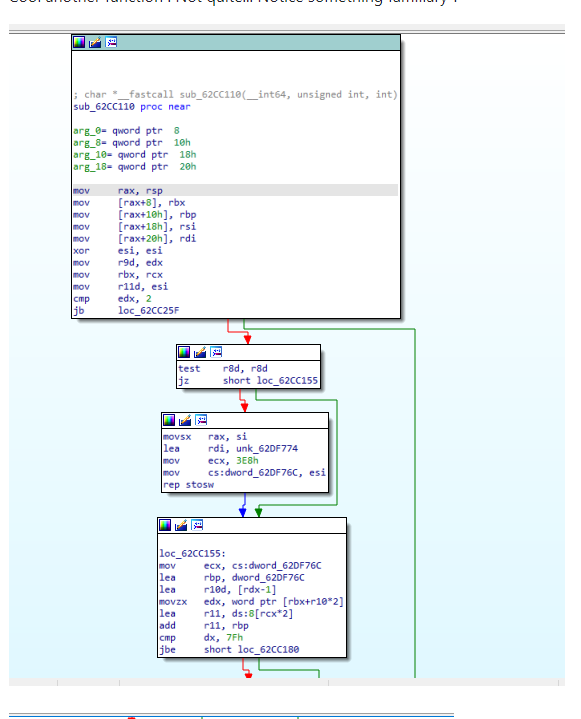 ; char *__fastcall sub_62CC110(__int64, unsigned int, int)
sub_62CC110 proc near
arg_0= qword ptr 8
arg_8= qword ptr 10h
arg_10= qword ptr 18h
arg_18= qword ptr 20h
mov rax, rsp
mov [rax+8], rbx
mov [rax+10h], rbp
mov [rax+18h], rsi
mov [rax+20h], rdi
xor esi, esi
mov r9d, edx
mov rbx, rcx
mov r11d, esi
cmp edx, 2
jb loc_62CC25F
test r8d, r8d
jz short loc_62CC155
movsx rax, si
lea rdi, unk_62DF774
mov ecx, 3E8h
mov cs:dword_62DF76C, esi
rep stosw
loc_62CC155:
mov ecx, cs:dword_62DF76C
lea rbp, dword_62DF76C
lea r10d, [rdx-1]
movzx edx, word ptr [rbx+r10*2]
lea r11, ds:8[rcx*2]
add r11, rbp
cmp dx, 7Fh
jbe short loc_62CC180